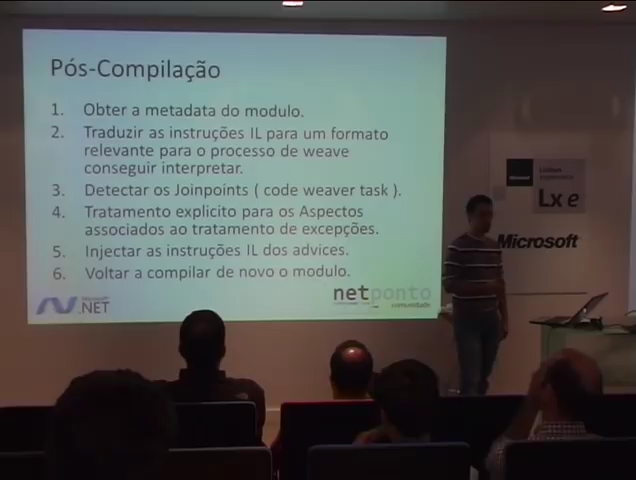 Pós-Compilação
1. Obter a metadata do modulo.
2. Traduzir as instruções IL para um formato
relevante para o processo de weave
conseguir interpretar.
3. Detectar os Joinpoints ( code weaver task ).
4. Tratamento explicito para os Aspectos
associados ao tratamento de excepções.
5. Injectar as instruções IL dos advices.
6. Voltar a compilar de novo o modulo.
.NET
netponto
comunidade
Lx e
Microsoft